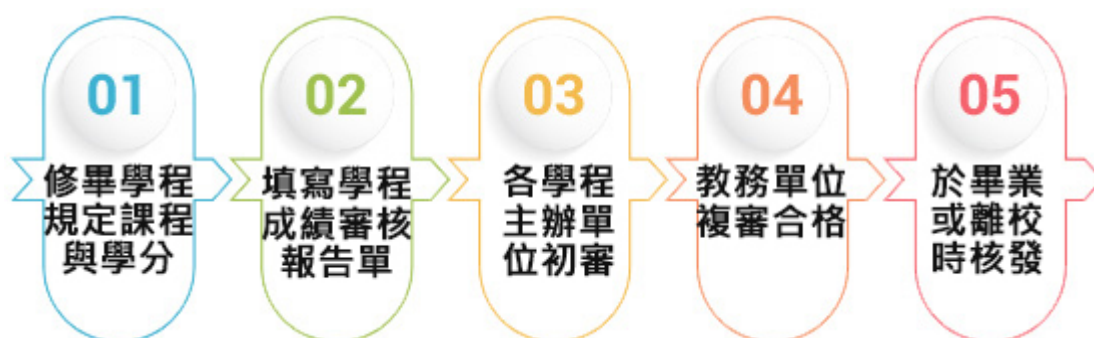 01
修畢學程
規定課程
與學分
02
填寫學程
成績審核
報告單
03
各學程
主辦單
位初審
04
教務單位
複審合格
05
於畢業
或離校
時核發